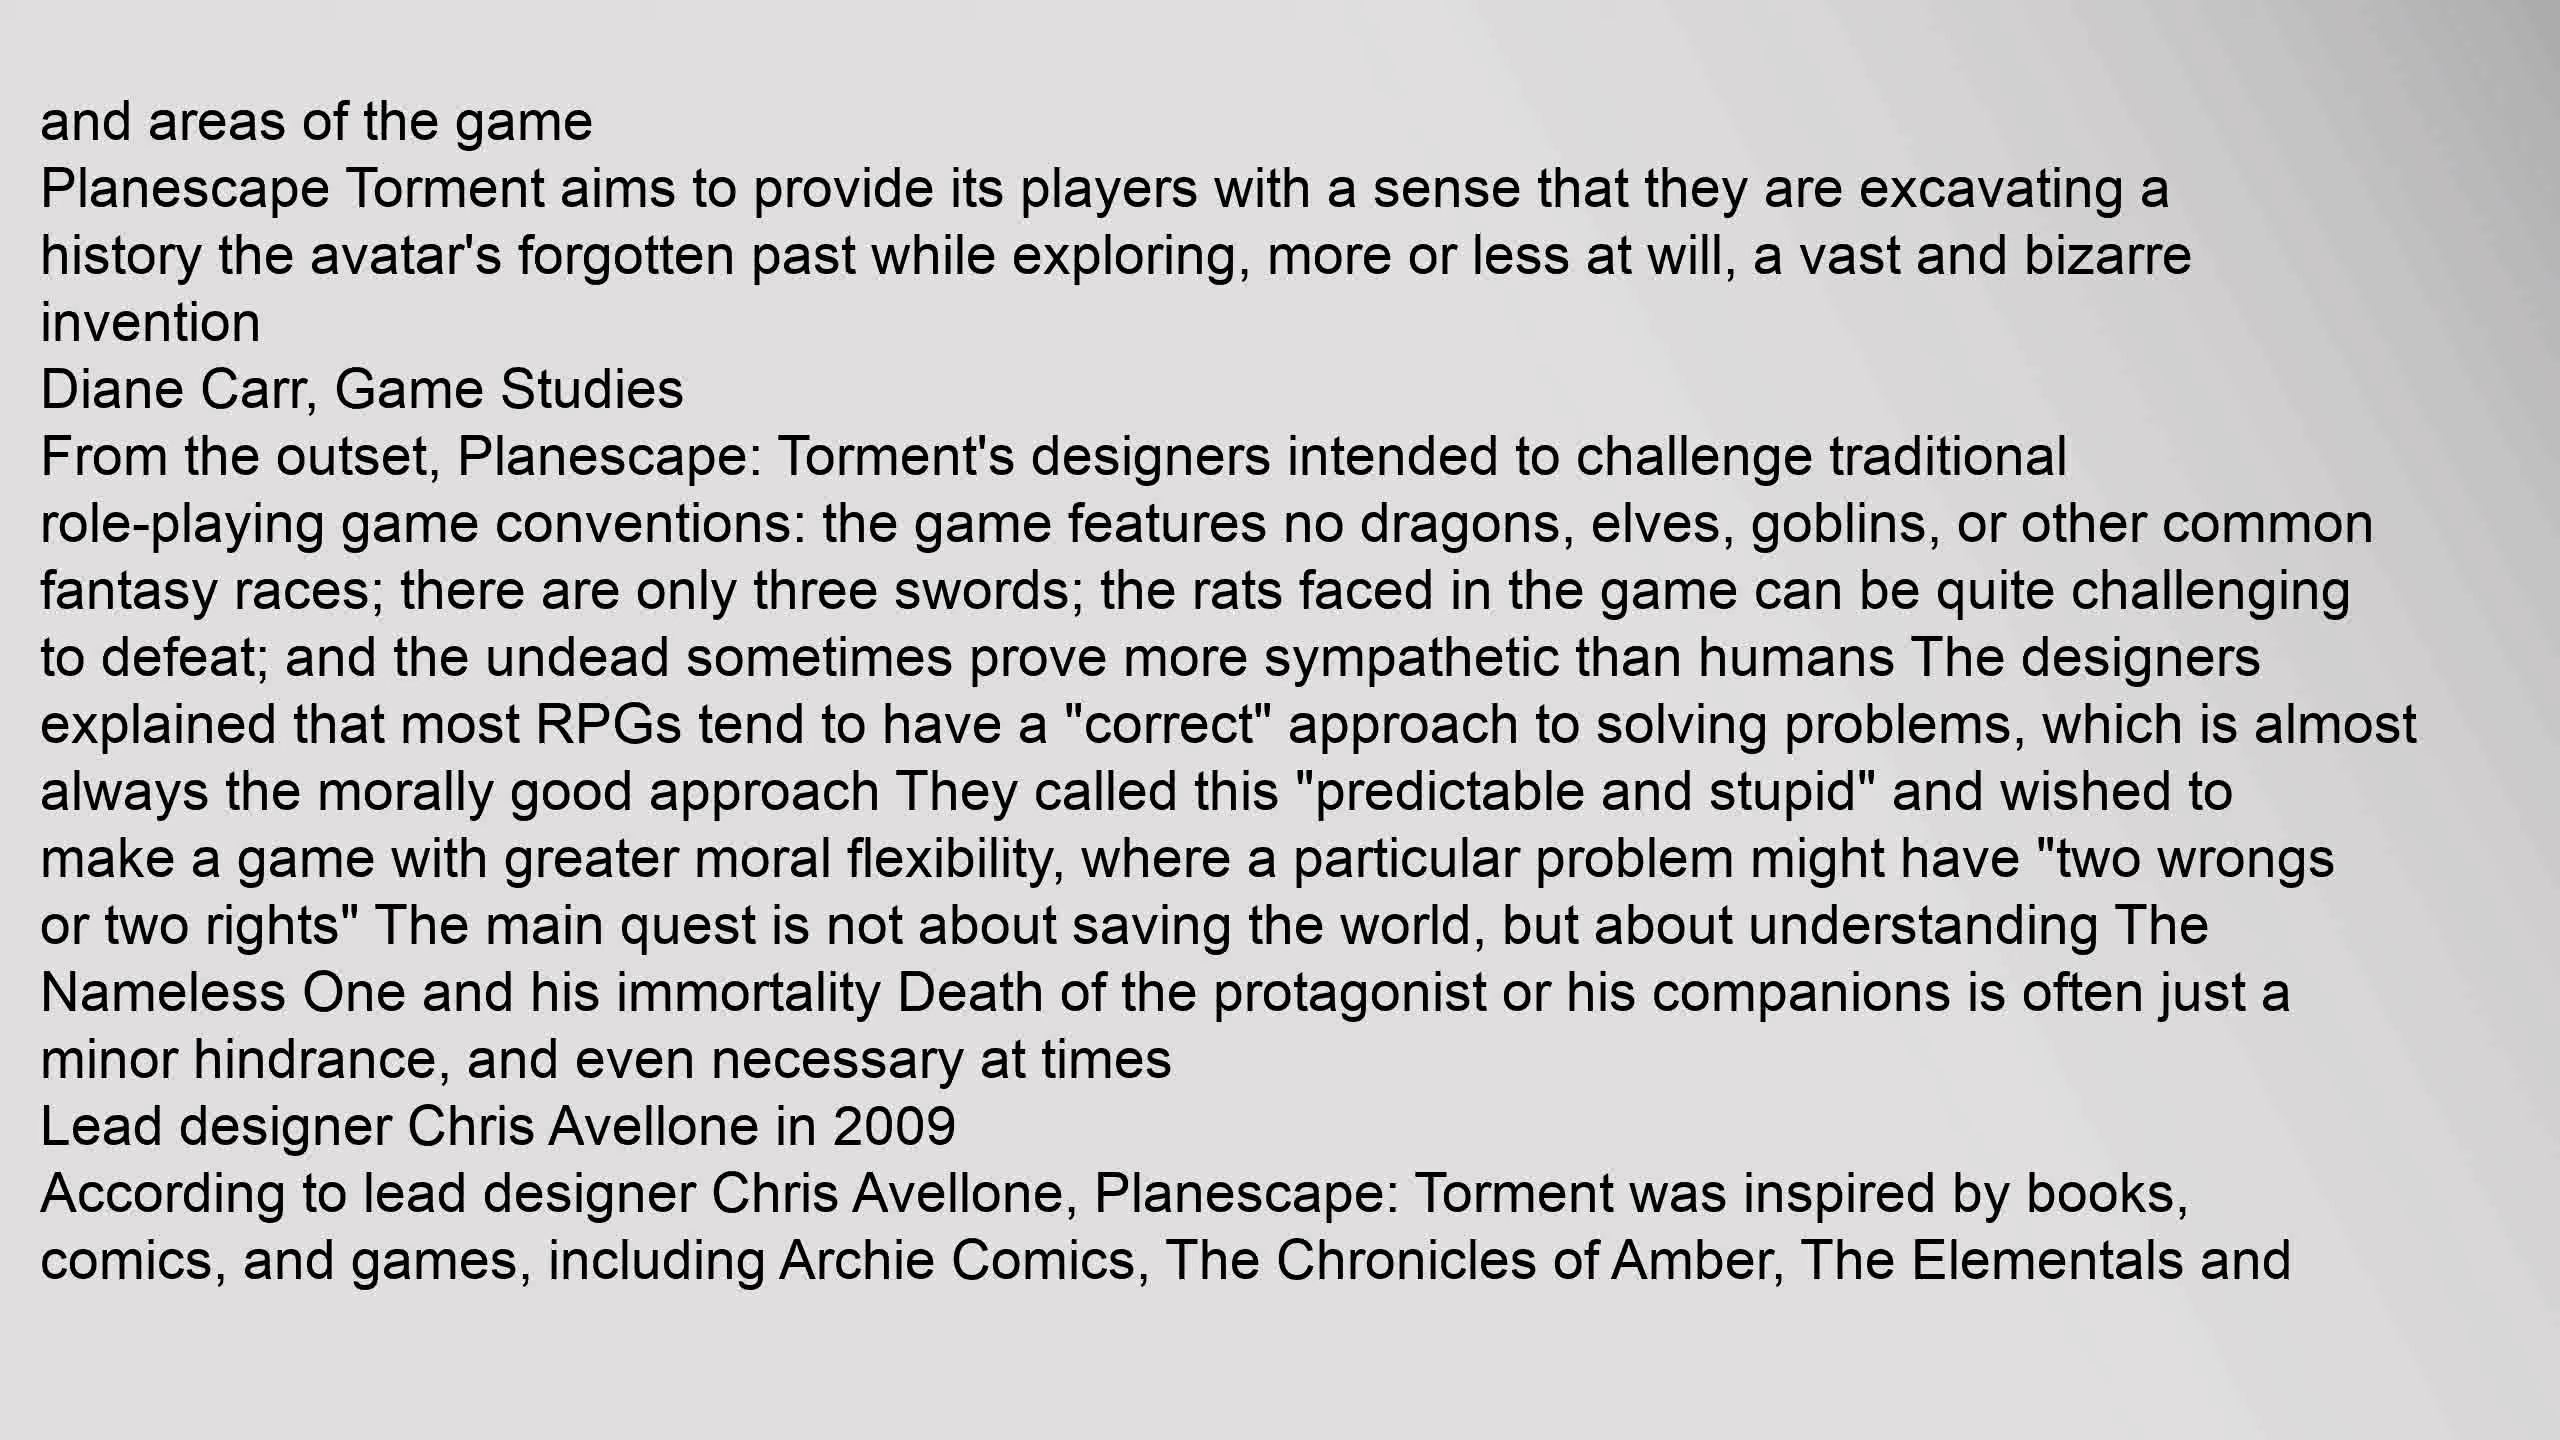 and areas of the game
Planescape Torment aims to provide its players with a sense that they are excavating a
history the avatar's forgotten past while exploring, more or less at will, a vast and bizarre
invention
Diane Carr, Game Studies
From the outset, Planescape: Torment's designers intended to challenge traditional
role-playing game conventions: the game features no dragons, elves, goblins, or other common
fantasy races; there are only three swords; the rats faced in the game can be quite challenging
to defeat; and the undead sometimes prove more sympathetic than humans The designers
explained that most RPGs tend to have a "correct" approach to solving problems, which is almost
always the morally good approach They called this "predictable and stupid" and wished to
make a game with greater moral flexibility, where a particular problem might have "two wrongs
or two rights" The main quest is not about saving the world, but about understanding The
Nameless One and his immortality Death of the protagonist or his companions is often just a
minor hindrance, and even necessary at times
Lead designer Chris Avellone in 2009
According to lead designer Chris Avellone, Planescape: Torment was inspired by books,
comics, and games, including Archie Comics, The Chronicles of Amber, The Elementals and